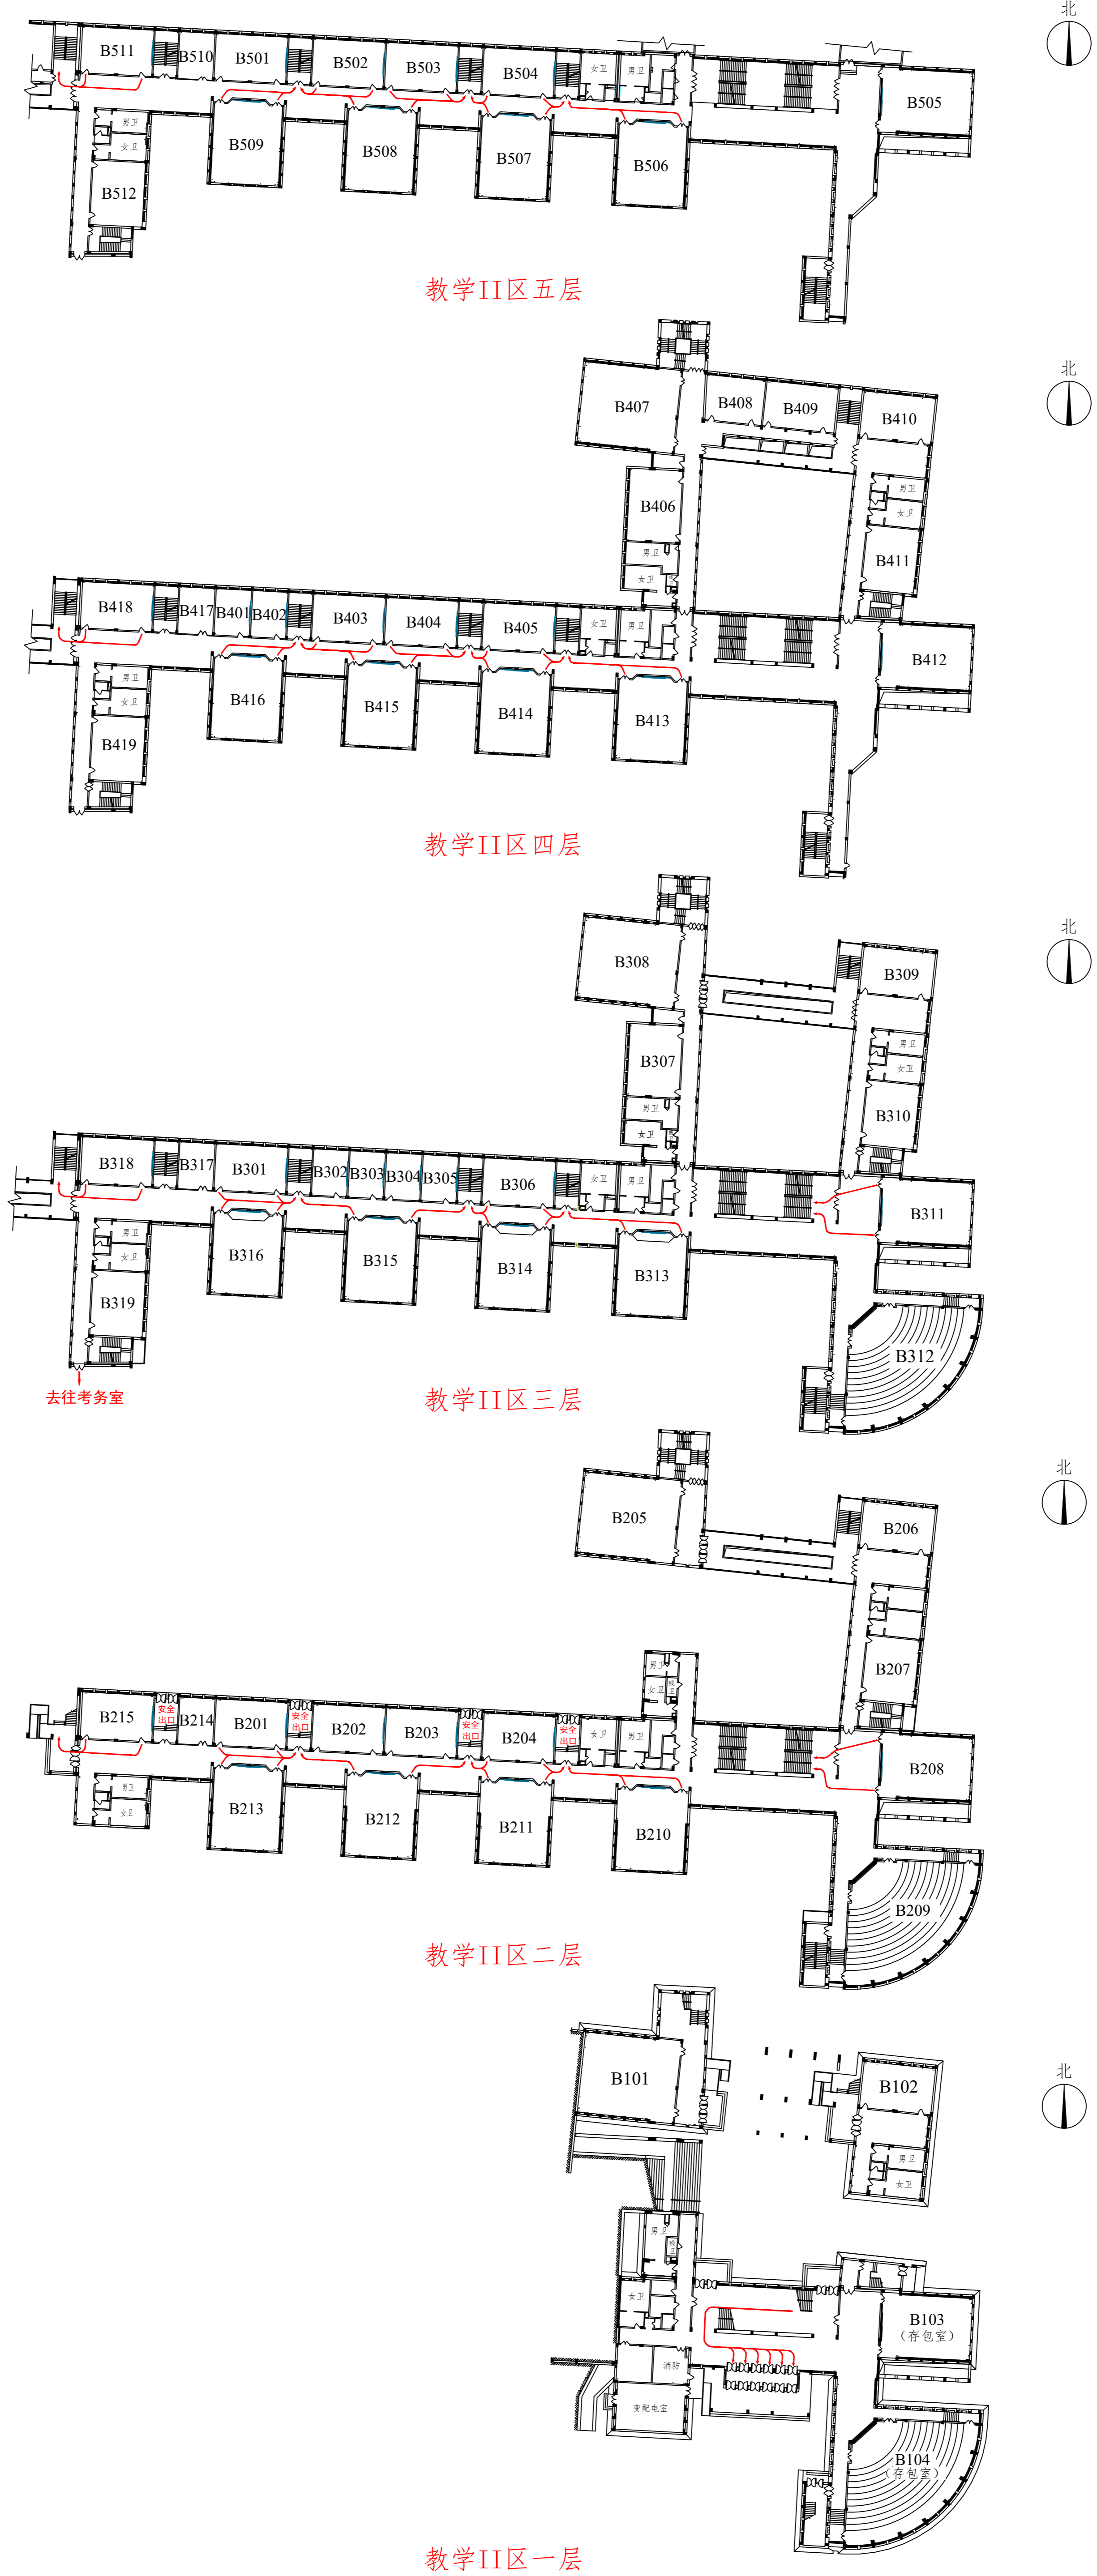 北
B511
B510
B501
B502
B503
B504
女卫
男卫
B505
男卫
女卫
B512
B509
B508
B507
B506
教学II区五层
北
B407
B408
B409
B410
男卫
女卫
B406
男卫
女卫
B411
B418
B417
B401
B402
B403
B404
B405
女卫
男卫
B412
男卫
女卫
B419
B416
B415
B414
B413
教学II区四层
北
B308
B309
男卫
女卫
B307
男卫
女卫
B310
B318
B317
B301
B302
B303
B304
B305
B306
女卫
男卫
B311
男卫
女卫
B319
B316
B315
B314
B313
B312
去往考务室
教学II区三层
北
B205
B206
B207
男卫
女卫
残卫
B215
安全出口
B214
B201
安全出口
B202
B203
安全出口
B204
安全出口
女卫
男卫
B208
男卫
女卫
B213
B212
B211
B210
B209
教学II区二层
北
B101
B102
男卫
女卫
男卫
残卫
女卫
消防
变配电室
B103
（存包室）
B104
（存包室）
教学II区一层